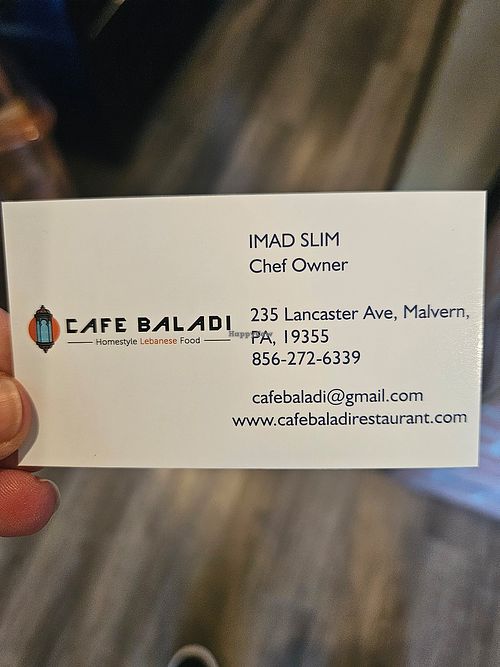 IMAD SLIM
Chef Owner
CAFE BALADI
Homestyle Lebanese Food
HappyCow
235 Lancaster Ave, Malvern,
PA, 19355
856-272-6339
cafebaladi@gmail.com
www.cafebaladirestaurant.com